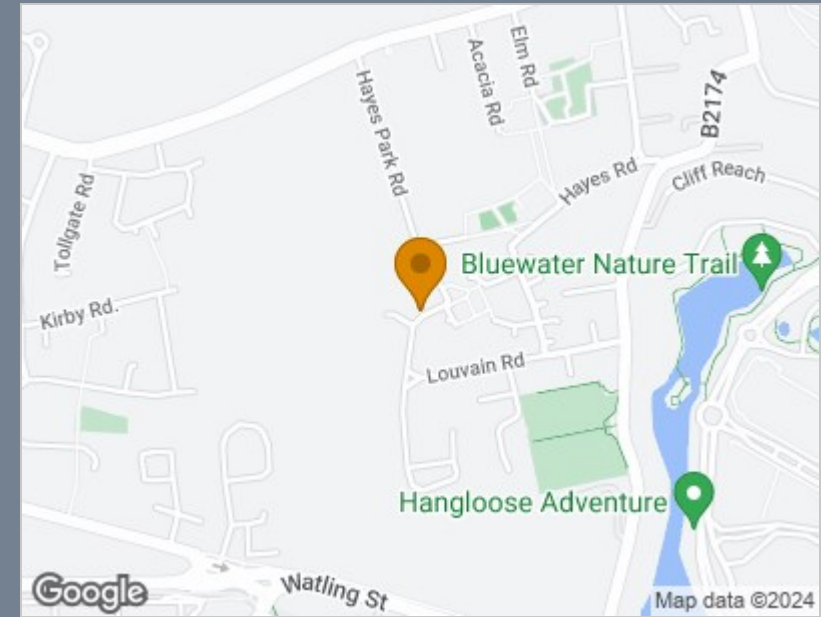 Elm Rd
Acacia Rd
Hayes Park Rd
B2174
Hayes Rd
Cliff Reach
Tollgate Rd
Bluewater Nature Trail
Kirby Rd.
Louvain Rd
Hangloose Adventure
Watling St
Google
Map data ©2024